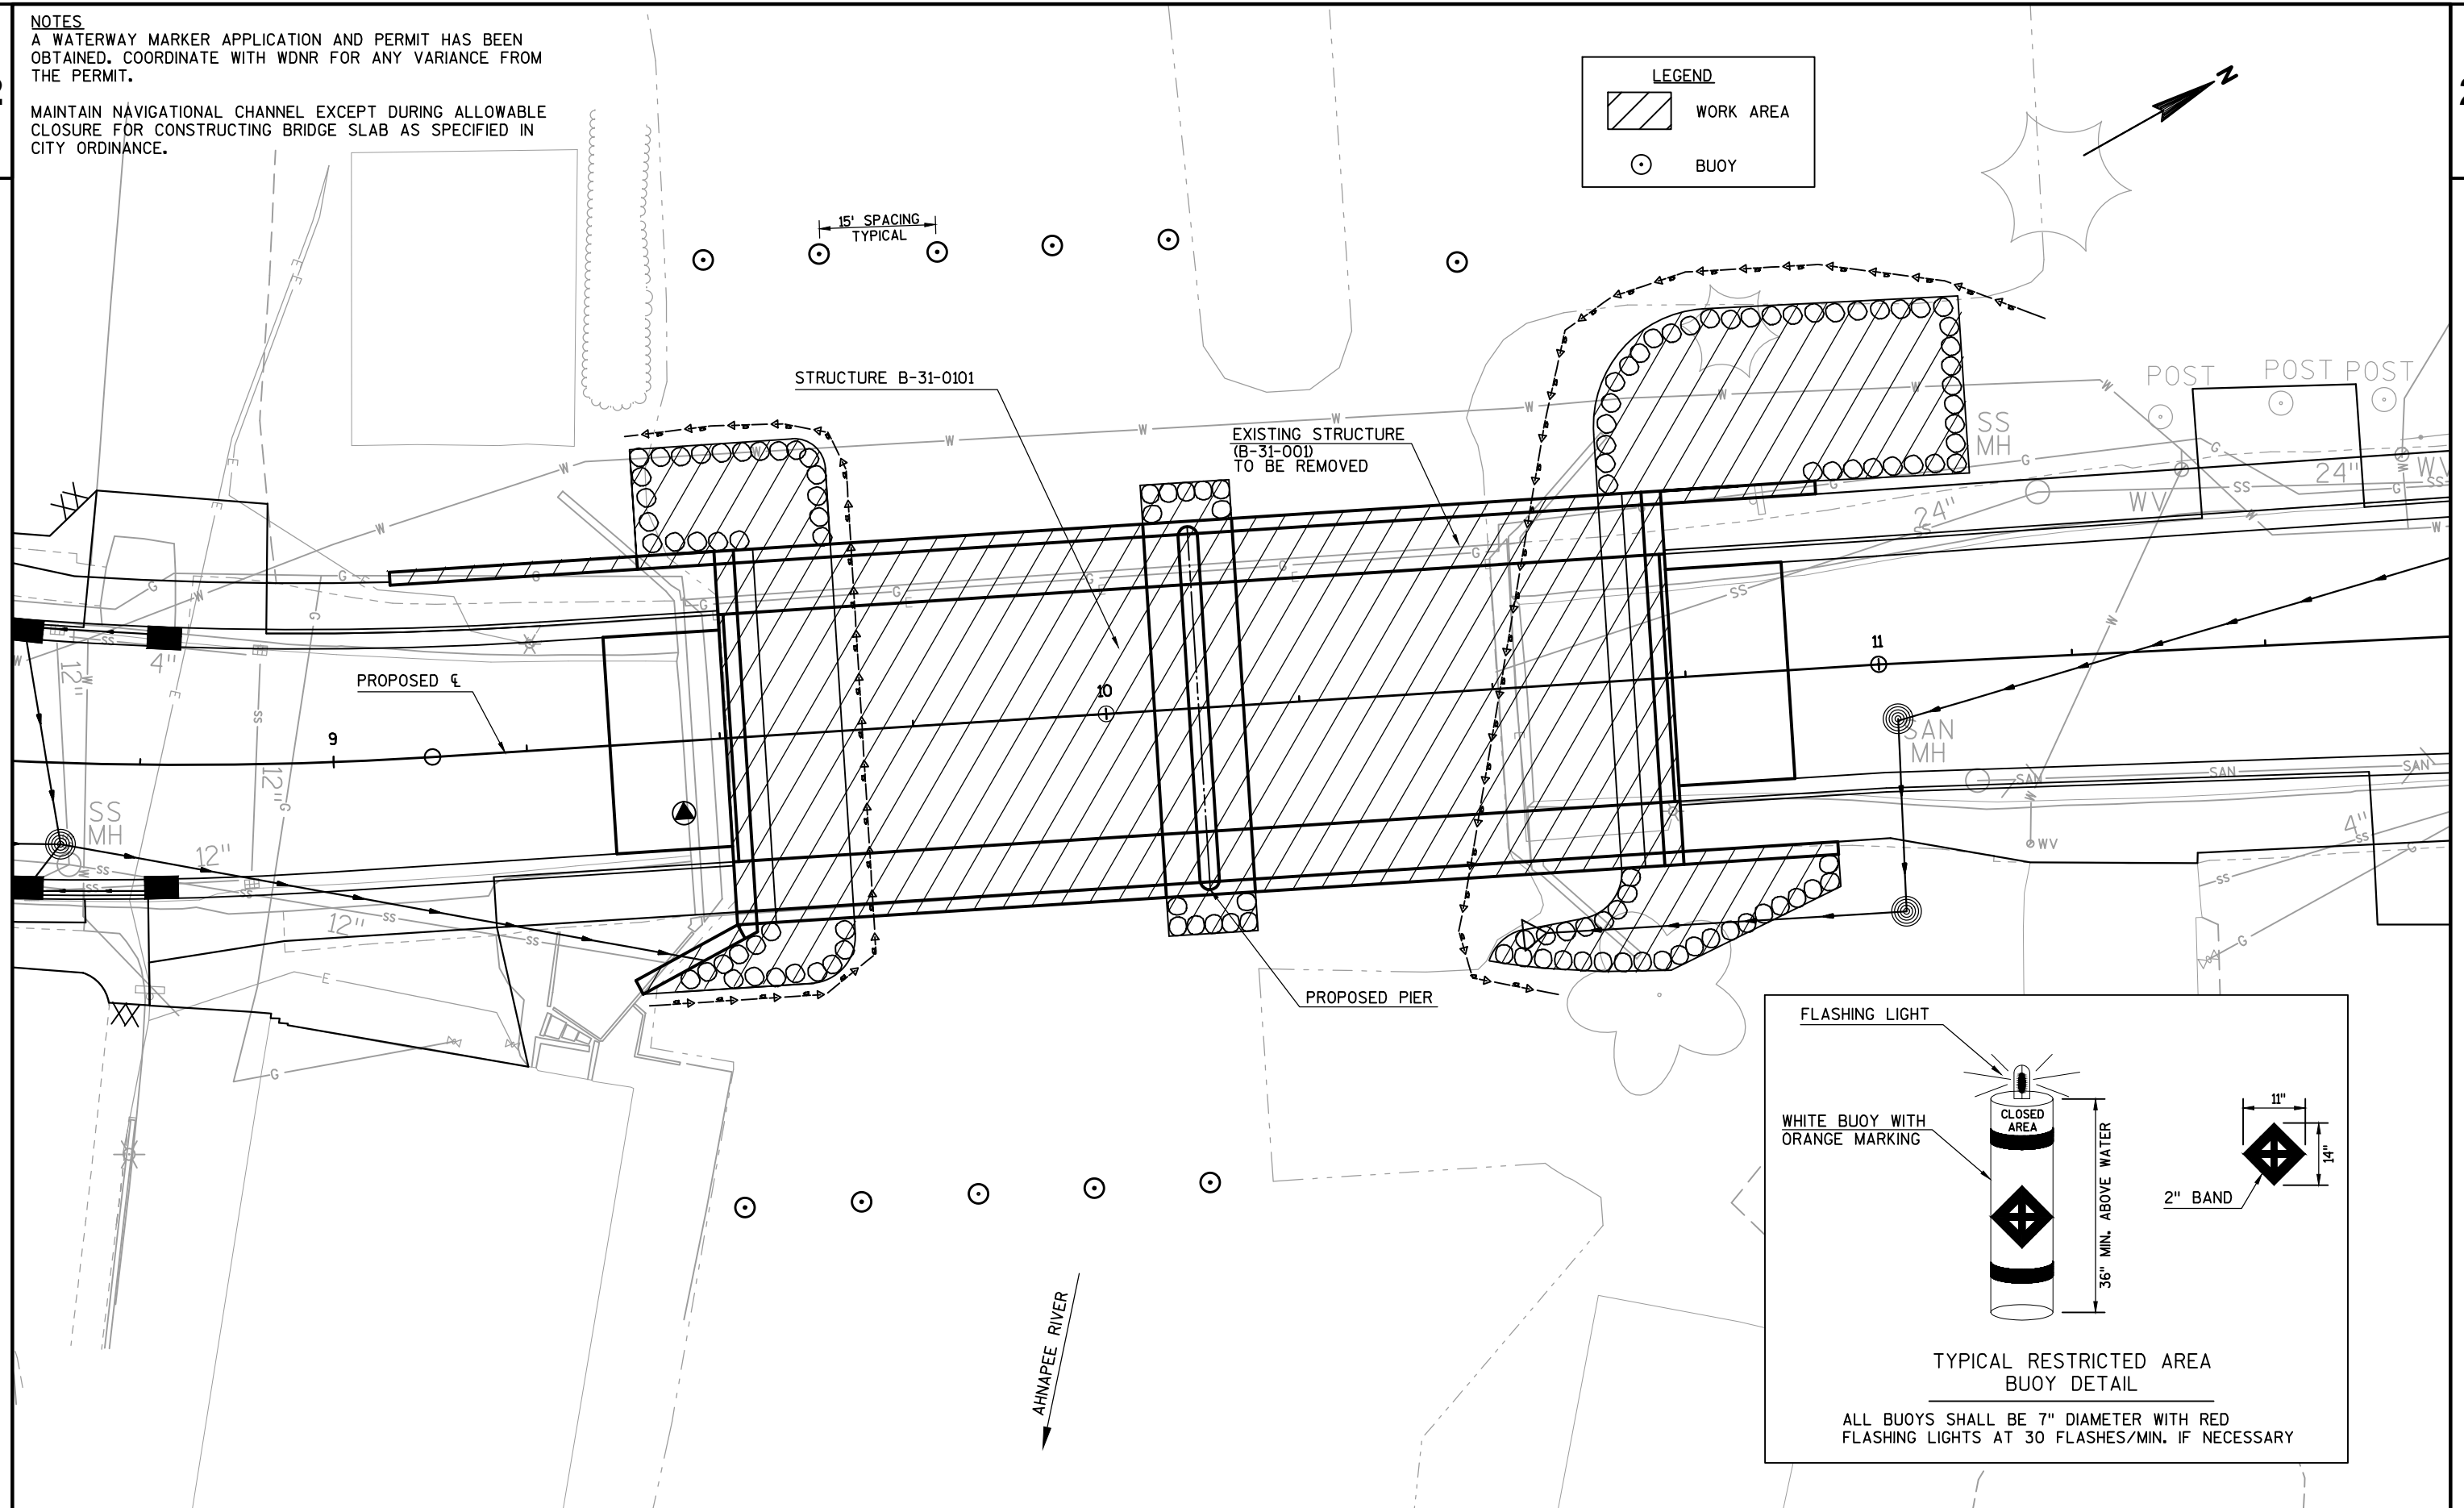 NOTES
A WATERWAY MARKER APPLICATION AND PERMIT HAS BEEN
OBTAINED. COORDINATE WITH WDNR FOR ANY VARIANCE FROM
THE PERMIT.
MAINTAIN NAVIGATIONAL CHANNEL EXCEPT DURING ALLOWABLE
CLOSURE FOR CONSTRUCTING BRIDGE SLAB AS SPECIFIED IN
CITY ORDINANCE.
LEGEND
WORK AREA
BUOY
N
15' SPACING
TYPICAL
STRUCTURE B-31-0101
EXISTING STRUCTURE
(B-31-001)
TO BE REMOVED
POST
POST
POST
SS
MH
24"
WV
24"
WV
PROPOSED ℄
9
10
11
4"
12"
12"
SS
MH
12"
12"
SAN
MH
SAN
SAN
SAN
WV
4"
PROPOSED PIER
AHNAPEE RIVER
FLASHING LIGHT
CLOSED
AREA
WHITE BUOY WITH
ORANGE MARKING
36" MIN. ABOVE WATER
11"
14"
2" BAND
TYPICAL RESTRICTED AREA
BUOY DETAIL
ALL BUOYS SHALL BE 7" DIAMETER WITH RED
FLASHING LIGHTS AT 30 FLASHES/MIN. IF NECESSARY